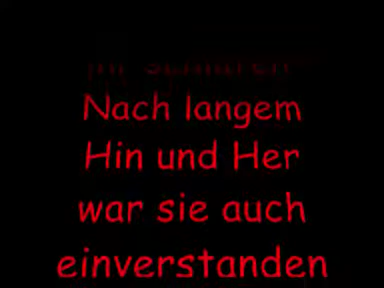 Nach langem
Hin und Her
war sie auch
einverstanden